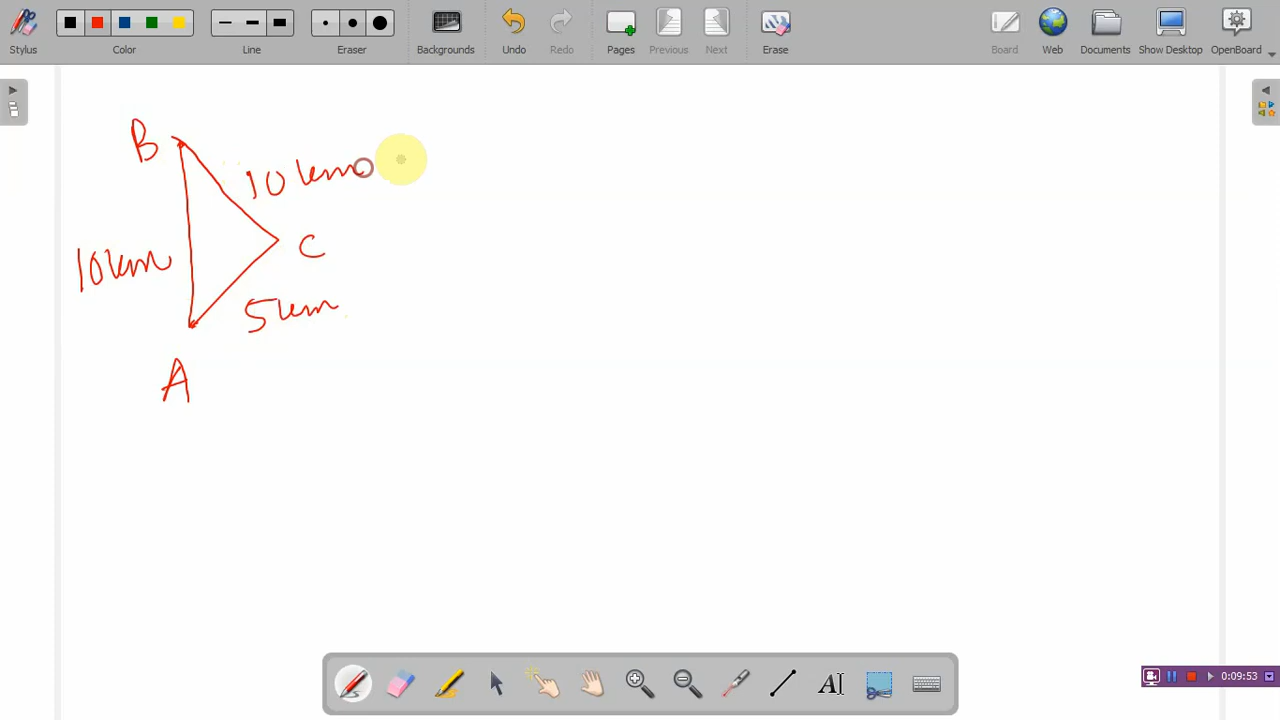 Stylus
Color
Line
Eraser
Backgrounds
Undo
Redo
Pages
Previous
Next
Erase
Board
Web
Documents
Show Desktop
OpenBoard
B
10 km
C
10 km
5 km
A
0:09:53